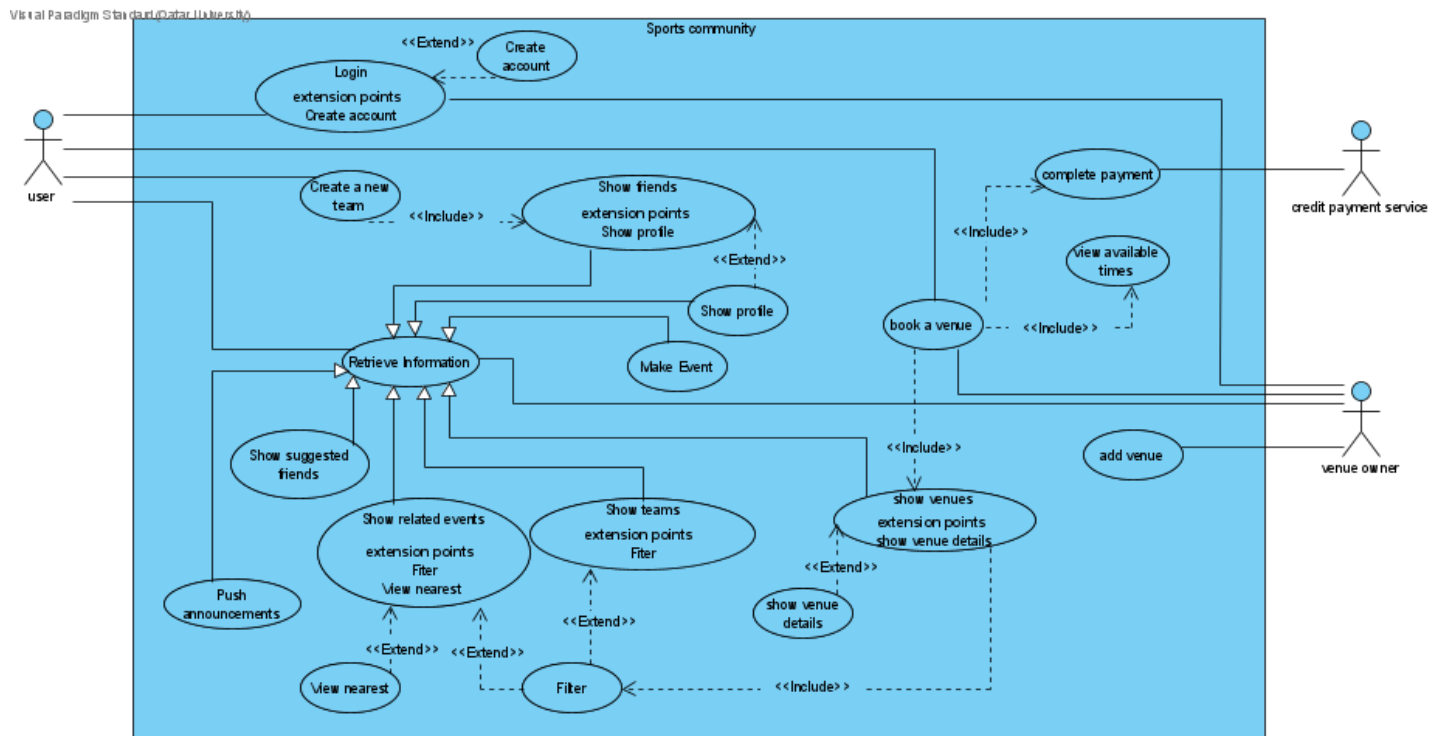 Visual Paradigm Standard(Qatar University)
Sports community
<<Extend>>
Create
account
Login
extension points
Create account
user
Create a new
team
<<Include>>
Show friends
extension points
Show profile
<<Extend>>
Show profile
complete payment
credit payment service
<<Include>>
view available
times
<<Include>>
book a venue
Make Event
Retrieve Information
<<Include>>
add venue
venue owner
Show suggested
friends
Show related events
extension points
Fiter
View nearest
Show teams
extension points
Fiter
show venues
extension points
show venue details
<<Extend>>
show venue
details
Push
announcements
<<Extend>>
<<Extend>>
<<Extend>>
View nearest
Filter
<<Include>>